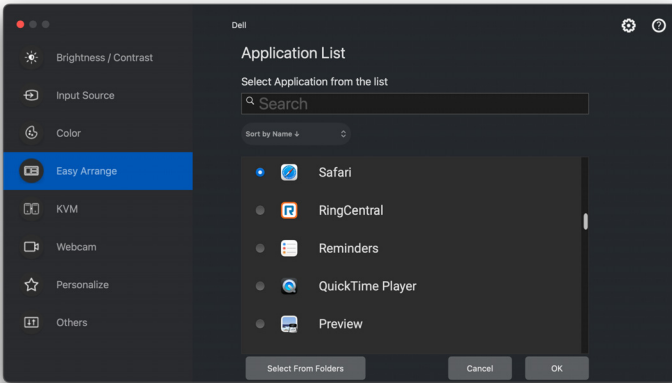 Dell
Application List
Select Application from the list
Search
Sort by Name ↓
Brightness / Contrast
Input Source
Color
Easy Arrange
KVM
Webcam
Personalize
Others
Safari
RingCentral
Reminders
QuickTime Player
Preview
Select From Folders
Cancel
OK